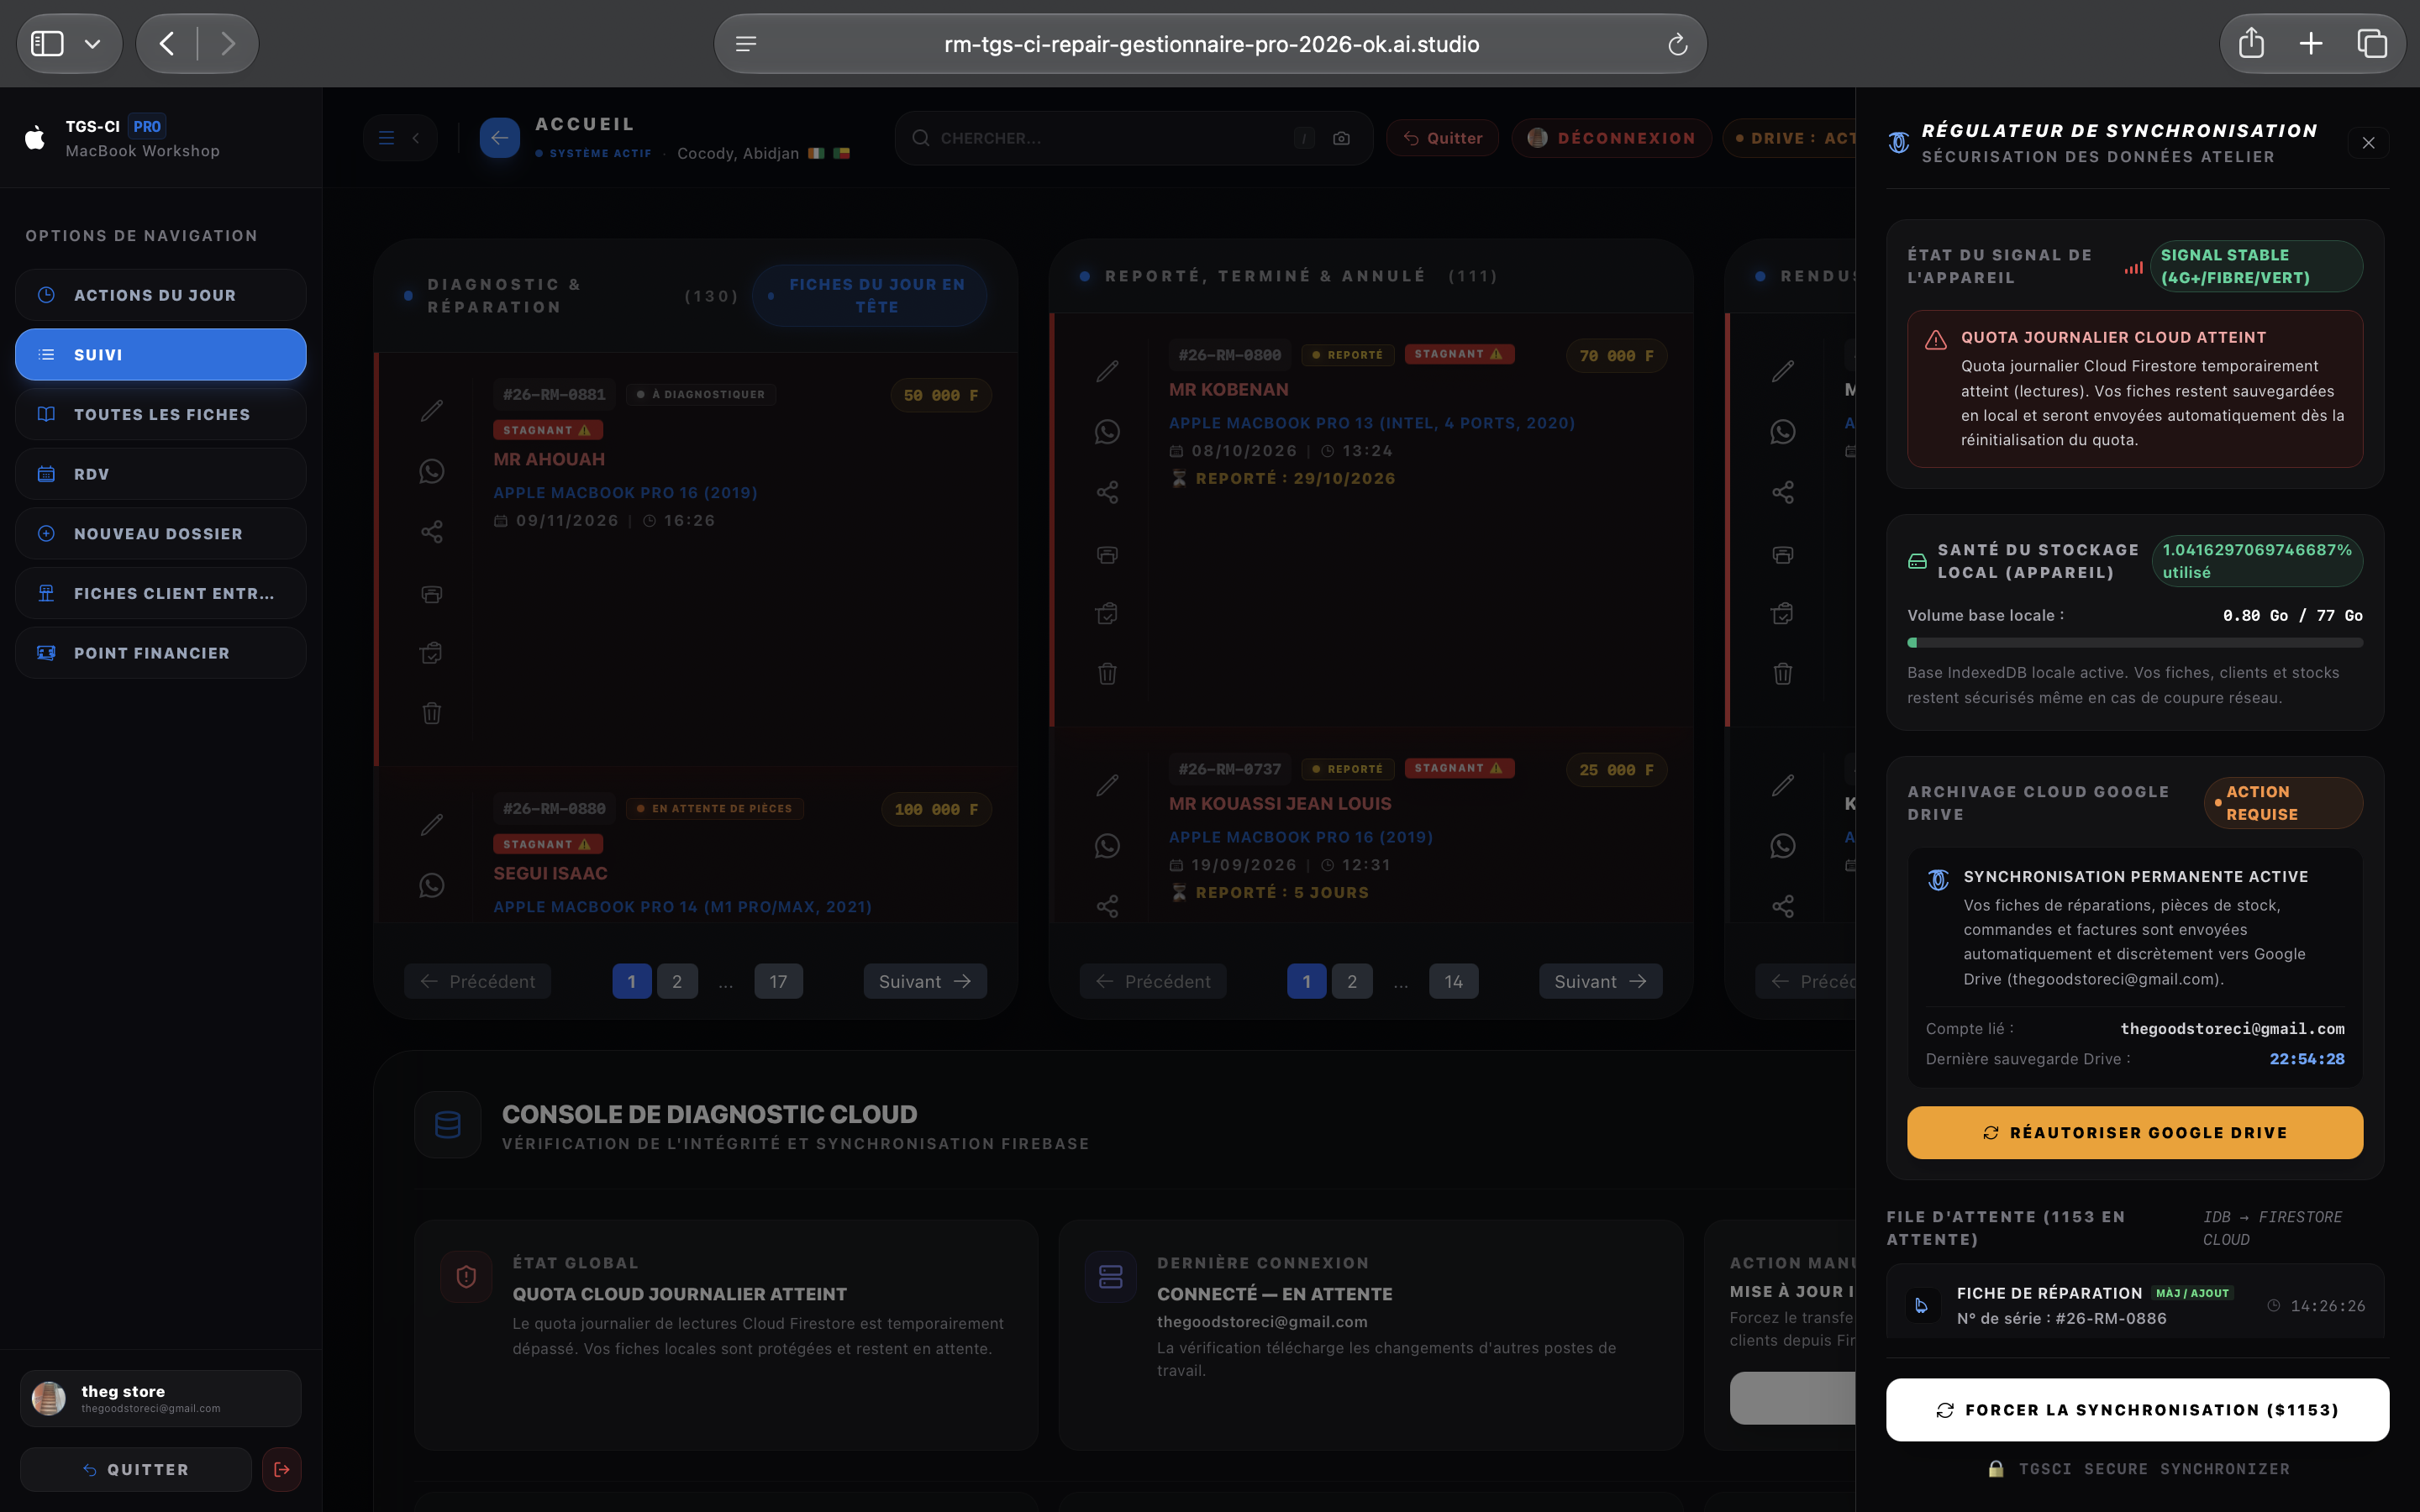 rm-tgs-ci-repair-gestionnaire-pro-2026-ok.ai.studio
TGS-CI PRO
MacBook Workshop
OPTIONS DE NAVIGATION
ACTIONS DU JOUR
SUIVI
TOUTES LES FICHES
RDV
NOUVEAU DOSSIER
FICHES CLIENT ENTR...
POINT FINANCIER
theg store
thegoodstoreci@gmail.com
QUITTER
ACCUEIL
SYSTÈME ACTIF · Cocody, Abidjan
CHERCHER... /
Quitter
DÉCONNEXION
DRIVE : ACT
DIAGNOSTIC &
RÉPARATION
(130)
FICHES DU JOUR EN
TÊTE
#26-RM-0881 À DIAGNOSTIQUER 50 000 F
STAGNANT
MR AHOUAH
APPLE MACBOOK PRO 16 (2019)
09/11/2026 | 16:26
#26-RM-0880 EN ATTENTE DE PIÈCES 100 000 F
STAGNANT
SEGUI ISAAC
APPLE MACBOOK PRO 14 (M1 PRO/MAX, 2021)
← Précédent 1 2 ... 17 Suivant →
REPORTÉ, TERMINÉ & ANNULÉ (111)
#26-RM-0800 REPORTÉ STAGNANT 70 000 F
MR KOBENAN
APPLE MACBOOK PRO 13 (INTEL, 4 PORTS, 2020)
08/10/2026 | 13:24
REPORTÉ : 29/10/2026
#26-RM-0737 REPORTÉ STAGNANT 25 000 F
MR KOUASSI JEAN LOUIS
APPLE MACBOOK PRO 16 (2019)
19/09/2026 | 12:31
REPORTÉ : 5 JOURS
← Précédent 1 2 ... 14 Suivant →
RENDUS
M
A
K
A
← Précéd
CONSOLE DE DIAGNOSTIC CLOUD
VÉRIFICATION DE L'INTÉGRITÉ ET SYNCHRONISATION FIREBASE
ÉTAT GLOBAL
QUOTA CLOUD JOURNALIER ATTEINT
Le quota journalier de lectures Cloud Firestore est temporairement
dépassé. Vos fiches locales sont protégées et restent en attente.
DERNIÈRE CONNEXION
CONNECTÉ — EN ATTENTE
thegoodstoreci@gmail.com
La vérification télécharge les changements d'autres postes de
travail.
ACTION MANU
MISE À JOUR I
Forcez le transfe
clients depuis Fir
RÉGULATEUR DE SYNCHRONISATION
SÉCURISATION DES DONNÉES ATELIER
ÉTAT DU SIGNAL DE
L'APPAREIL
SIGNAL STABLE
(4G+/FIBRE/VERT)
QUOTA JOURNALIER CLOUD ATTEINT
Quota journalier Cloud Firestore temporairement
atteint (lectures). Vos fiches restent sauvegardées
en local et seront envoyées automatiquement dès la
réinitialisation du quota.
SANTÉ DU STOCKAGE
LOCAL (APPAREIL)
1.0416297069746687%
utilisé
Volume base locale : 0.80 Go / 77 Go
Base IndexedDB locale active. Vos fiches, clients et stocks
restent sécurisés même en cas de coupure réseau.
ARCHIVAGE CLOUD GOOGLE
DRIVE
ACTION
REQUISE
SYNCHRONISATION PERMANENTE ACTIVE
Vos fiches de réparations, pièces de stock,
commandes et factures sont envoyées
automatiquement et discrètement vers Google
Drive (thegoodstoreci@gmail.com).
Compte lié : thegoodstoreci@gmail.com
Dernière sauvegarde Drive : 22:54:28
RÉAUTORISER GOOGLE DRIVE
FILE D'ATTENTE (1153 EN
ATTENTE)
IDB → FIRESTORE
CLOUD
FICHE DE RÉPARATION MÀJ / AJOUT
N° de série : #26-RM-0886
14:26:26
FORCER LA SYNCHRONISATION ($1153)
TGSCI SECURE SYNCHRONIZER